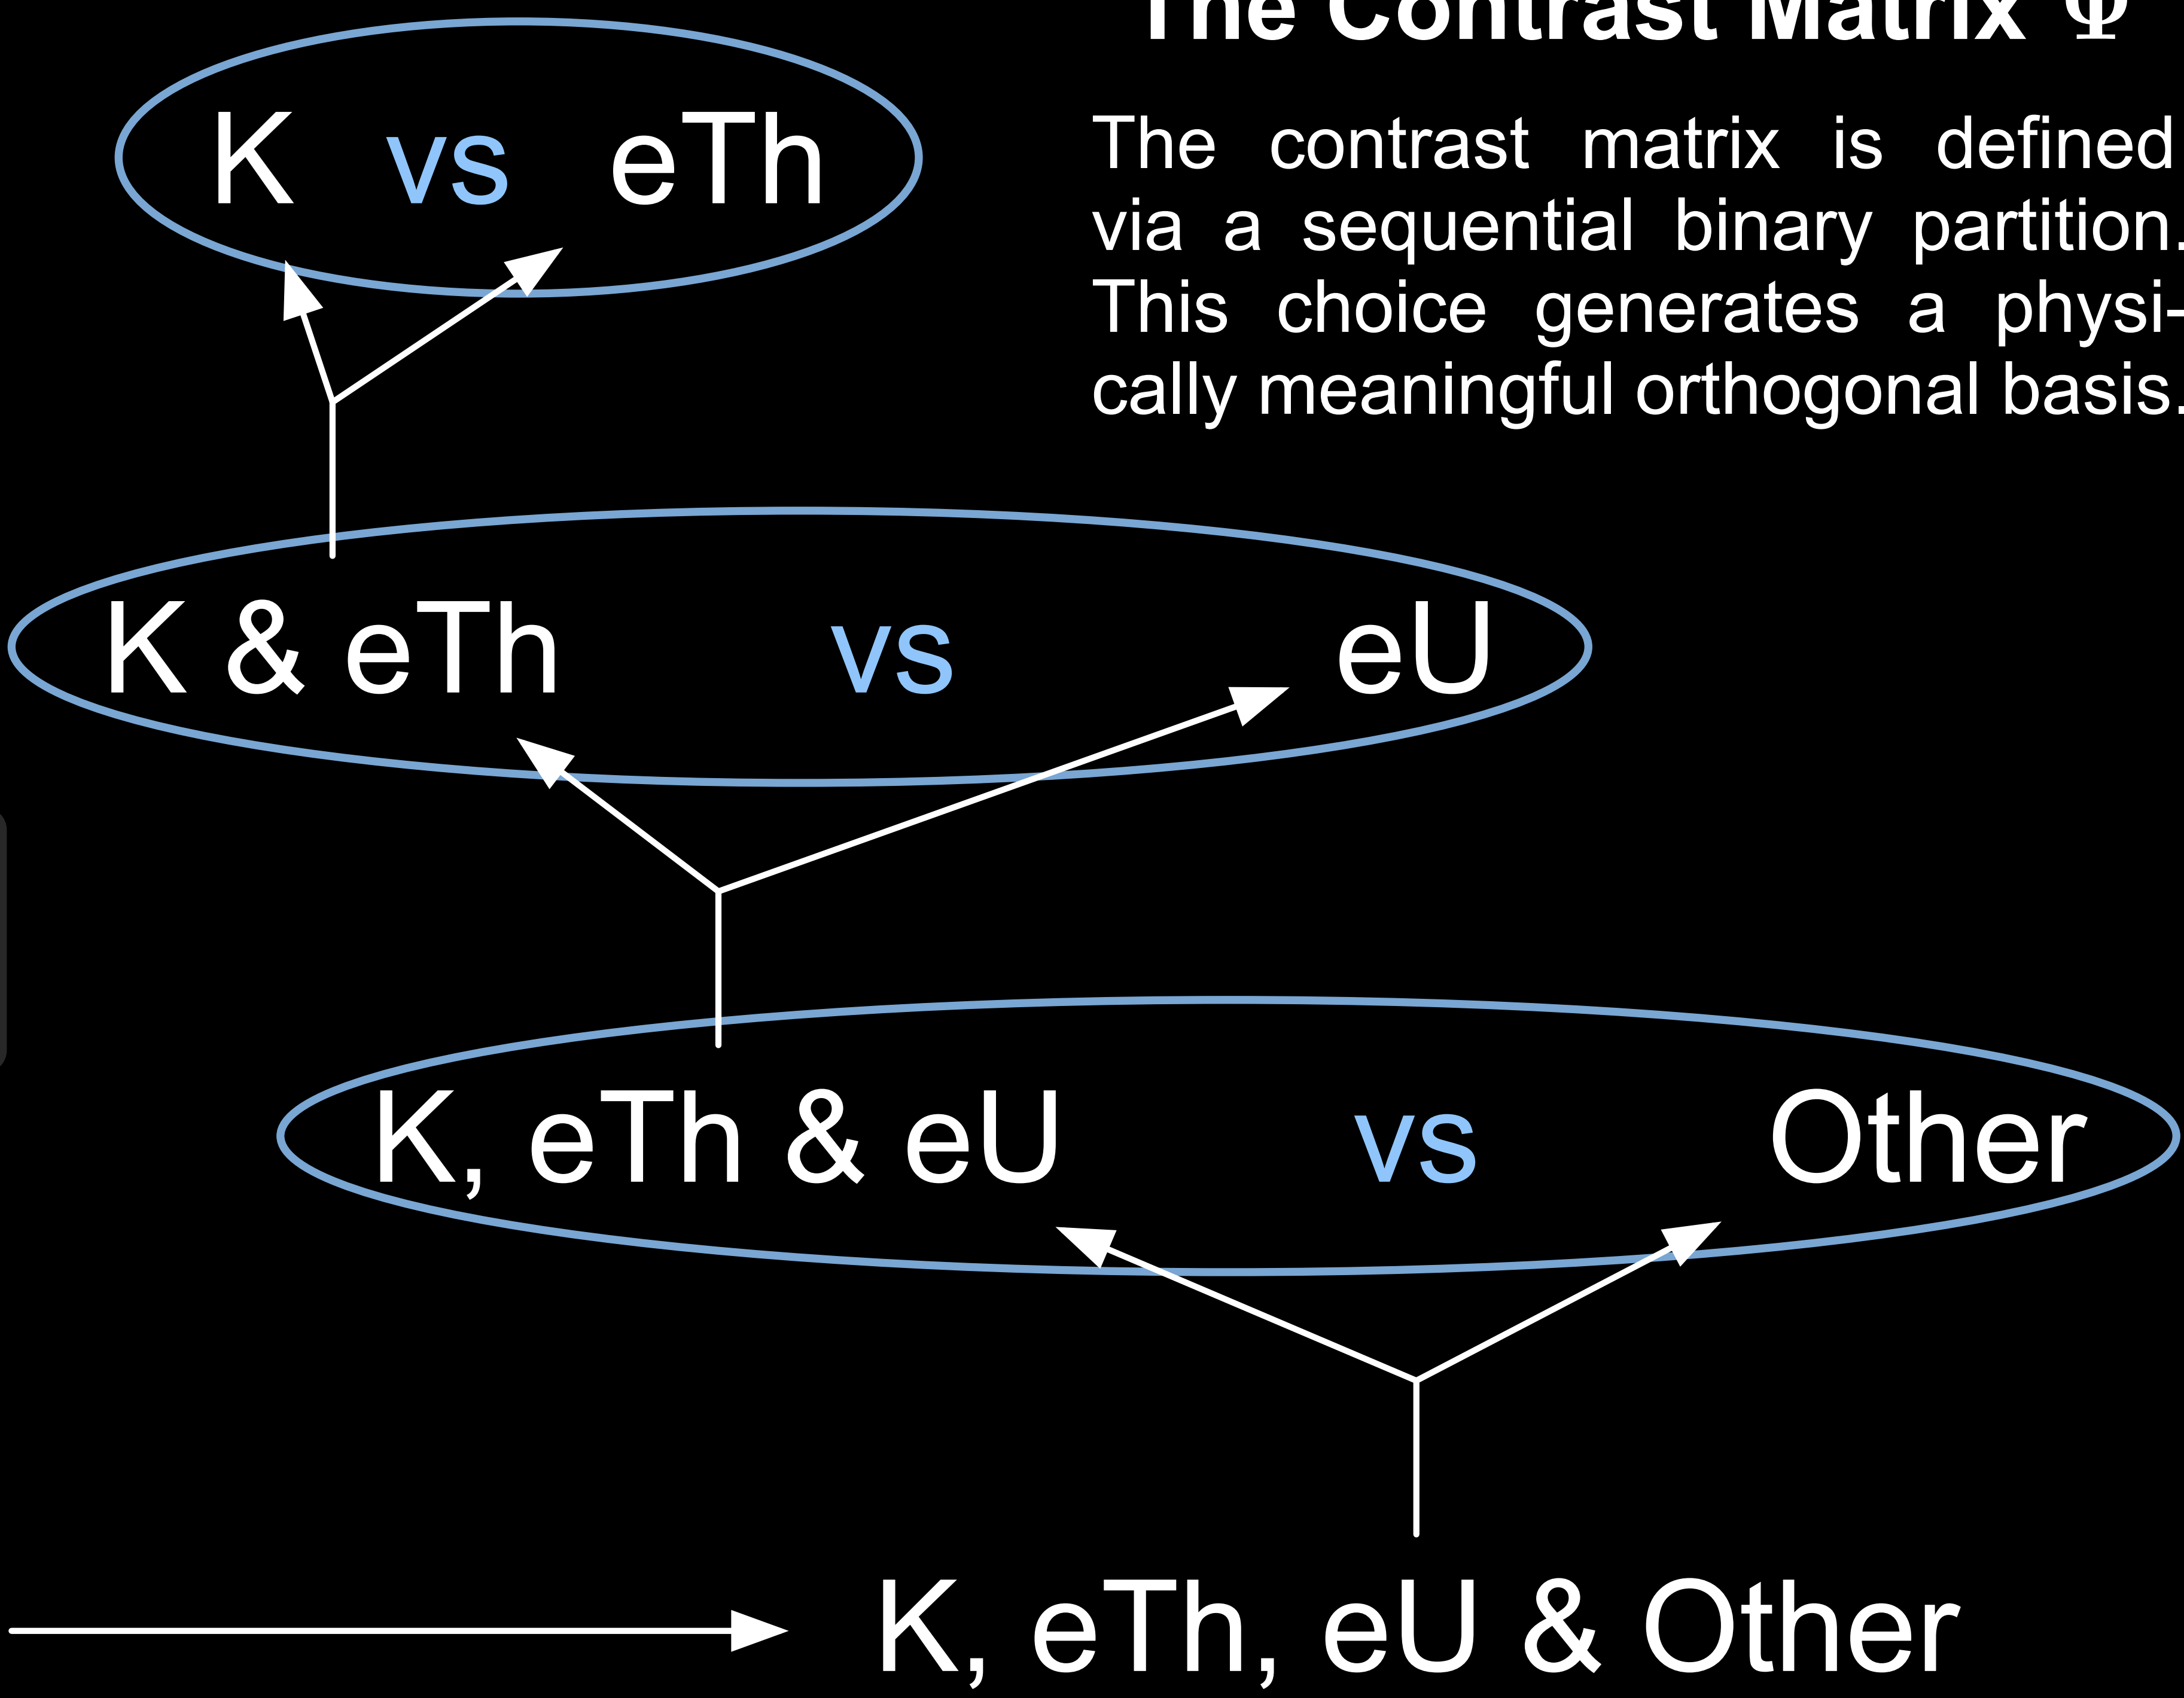 The Contrast Matrix Ψ
The contrast matrix is defined
via a sequential binary partition.
This choice generates a physi-
cally meaningful orthogonal basis.
K vs eTh
K & eTh vs eU
K, eTh & eU vs Other
K, eTh, eU & Other